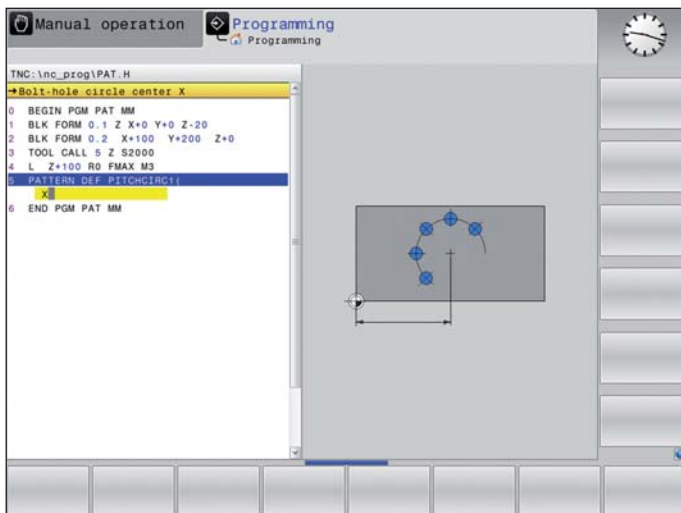 Manual operation
Programming
Programming
TNC:\nc_prog\PAT.H
→Bolt-hole circle center X
0 BEGIN PGM PAT MM
1 BLK FORM 0.1 Z X+0 Y+0 Z-20
2 BLK FORM 0.2 X+100 Y+200 Z+0
3 TOOL CALL 5 Z S2000
4 L Z+100 R0 FMAX M3
5 PATTERN DEF PITCHCIRC1(
X
6 END PGM PAT MM